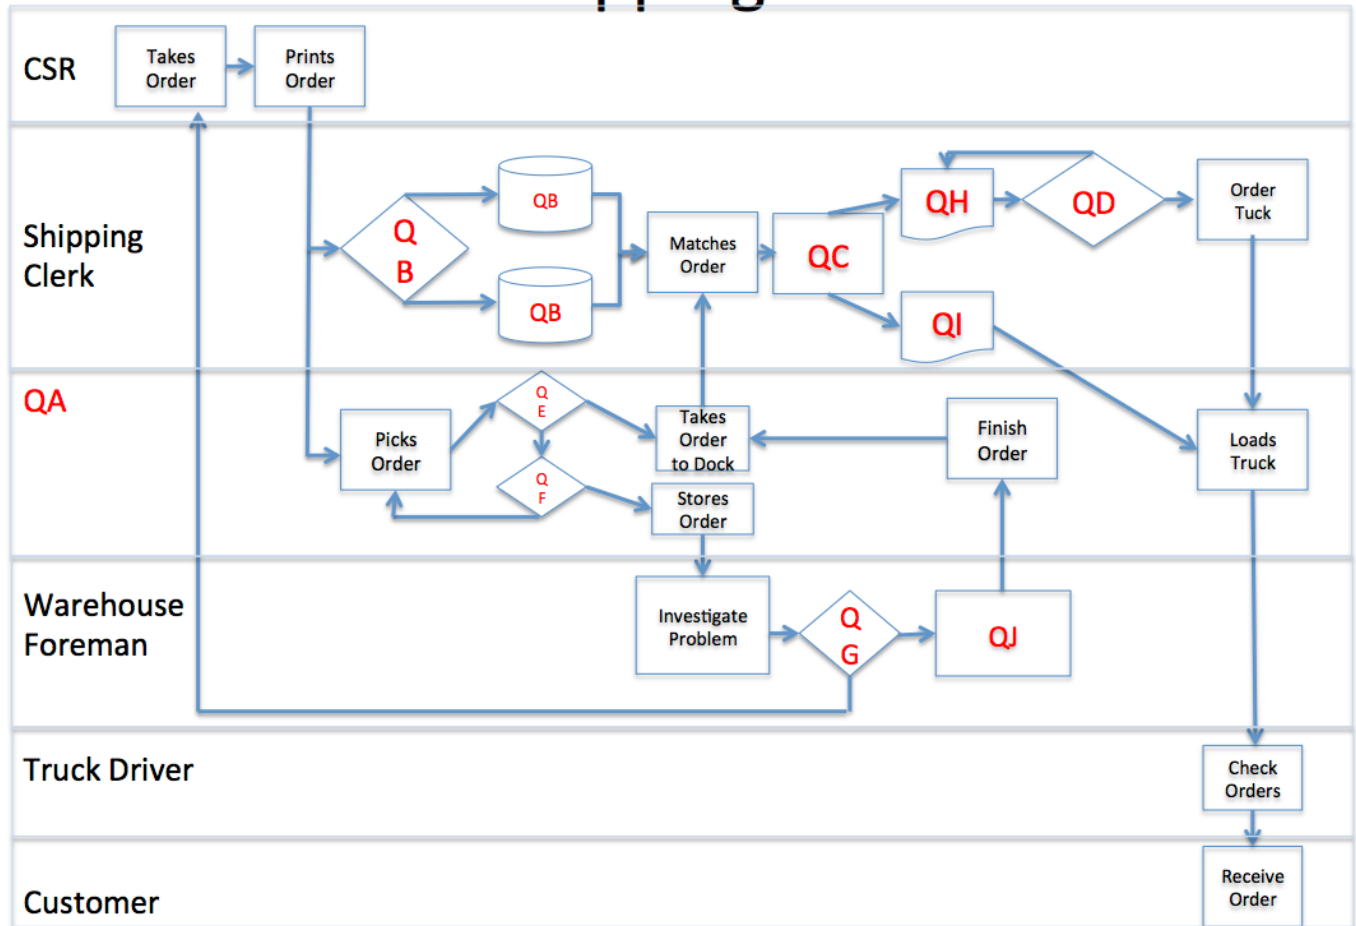 CSR
Takes
Order
Prints
Order
Shipping
Clerk
Q
B
QB
QB
Matches
Order
QC
QH
QI
QD
Order
Tuck
QA
Picks
Order
Q
E
Q
F
Takes
Order
to Dock
Stores
Order
Finish
Order
Loads
Truck
Warehouse
Foreman
Investigate
Problem
Q
G
QJ
Truck Driver
Check
Orders
Customer
Receive
Order